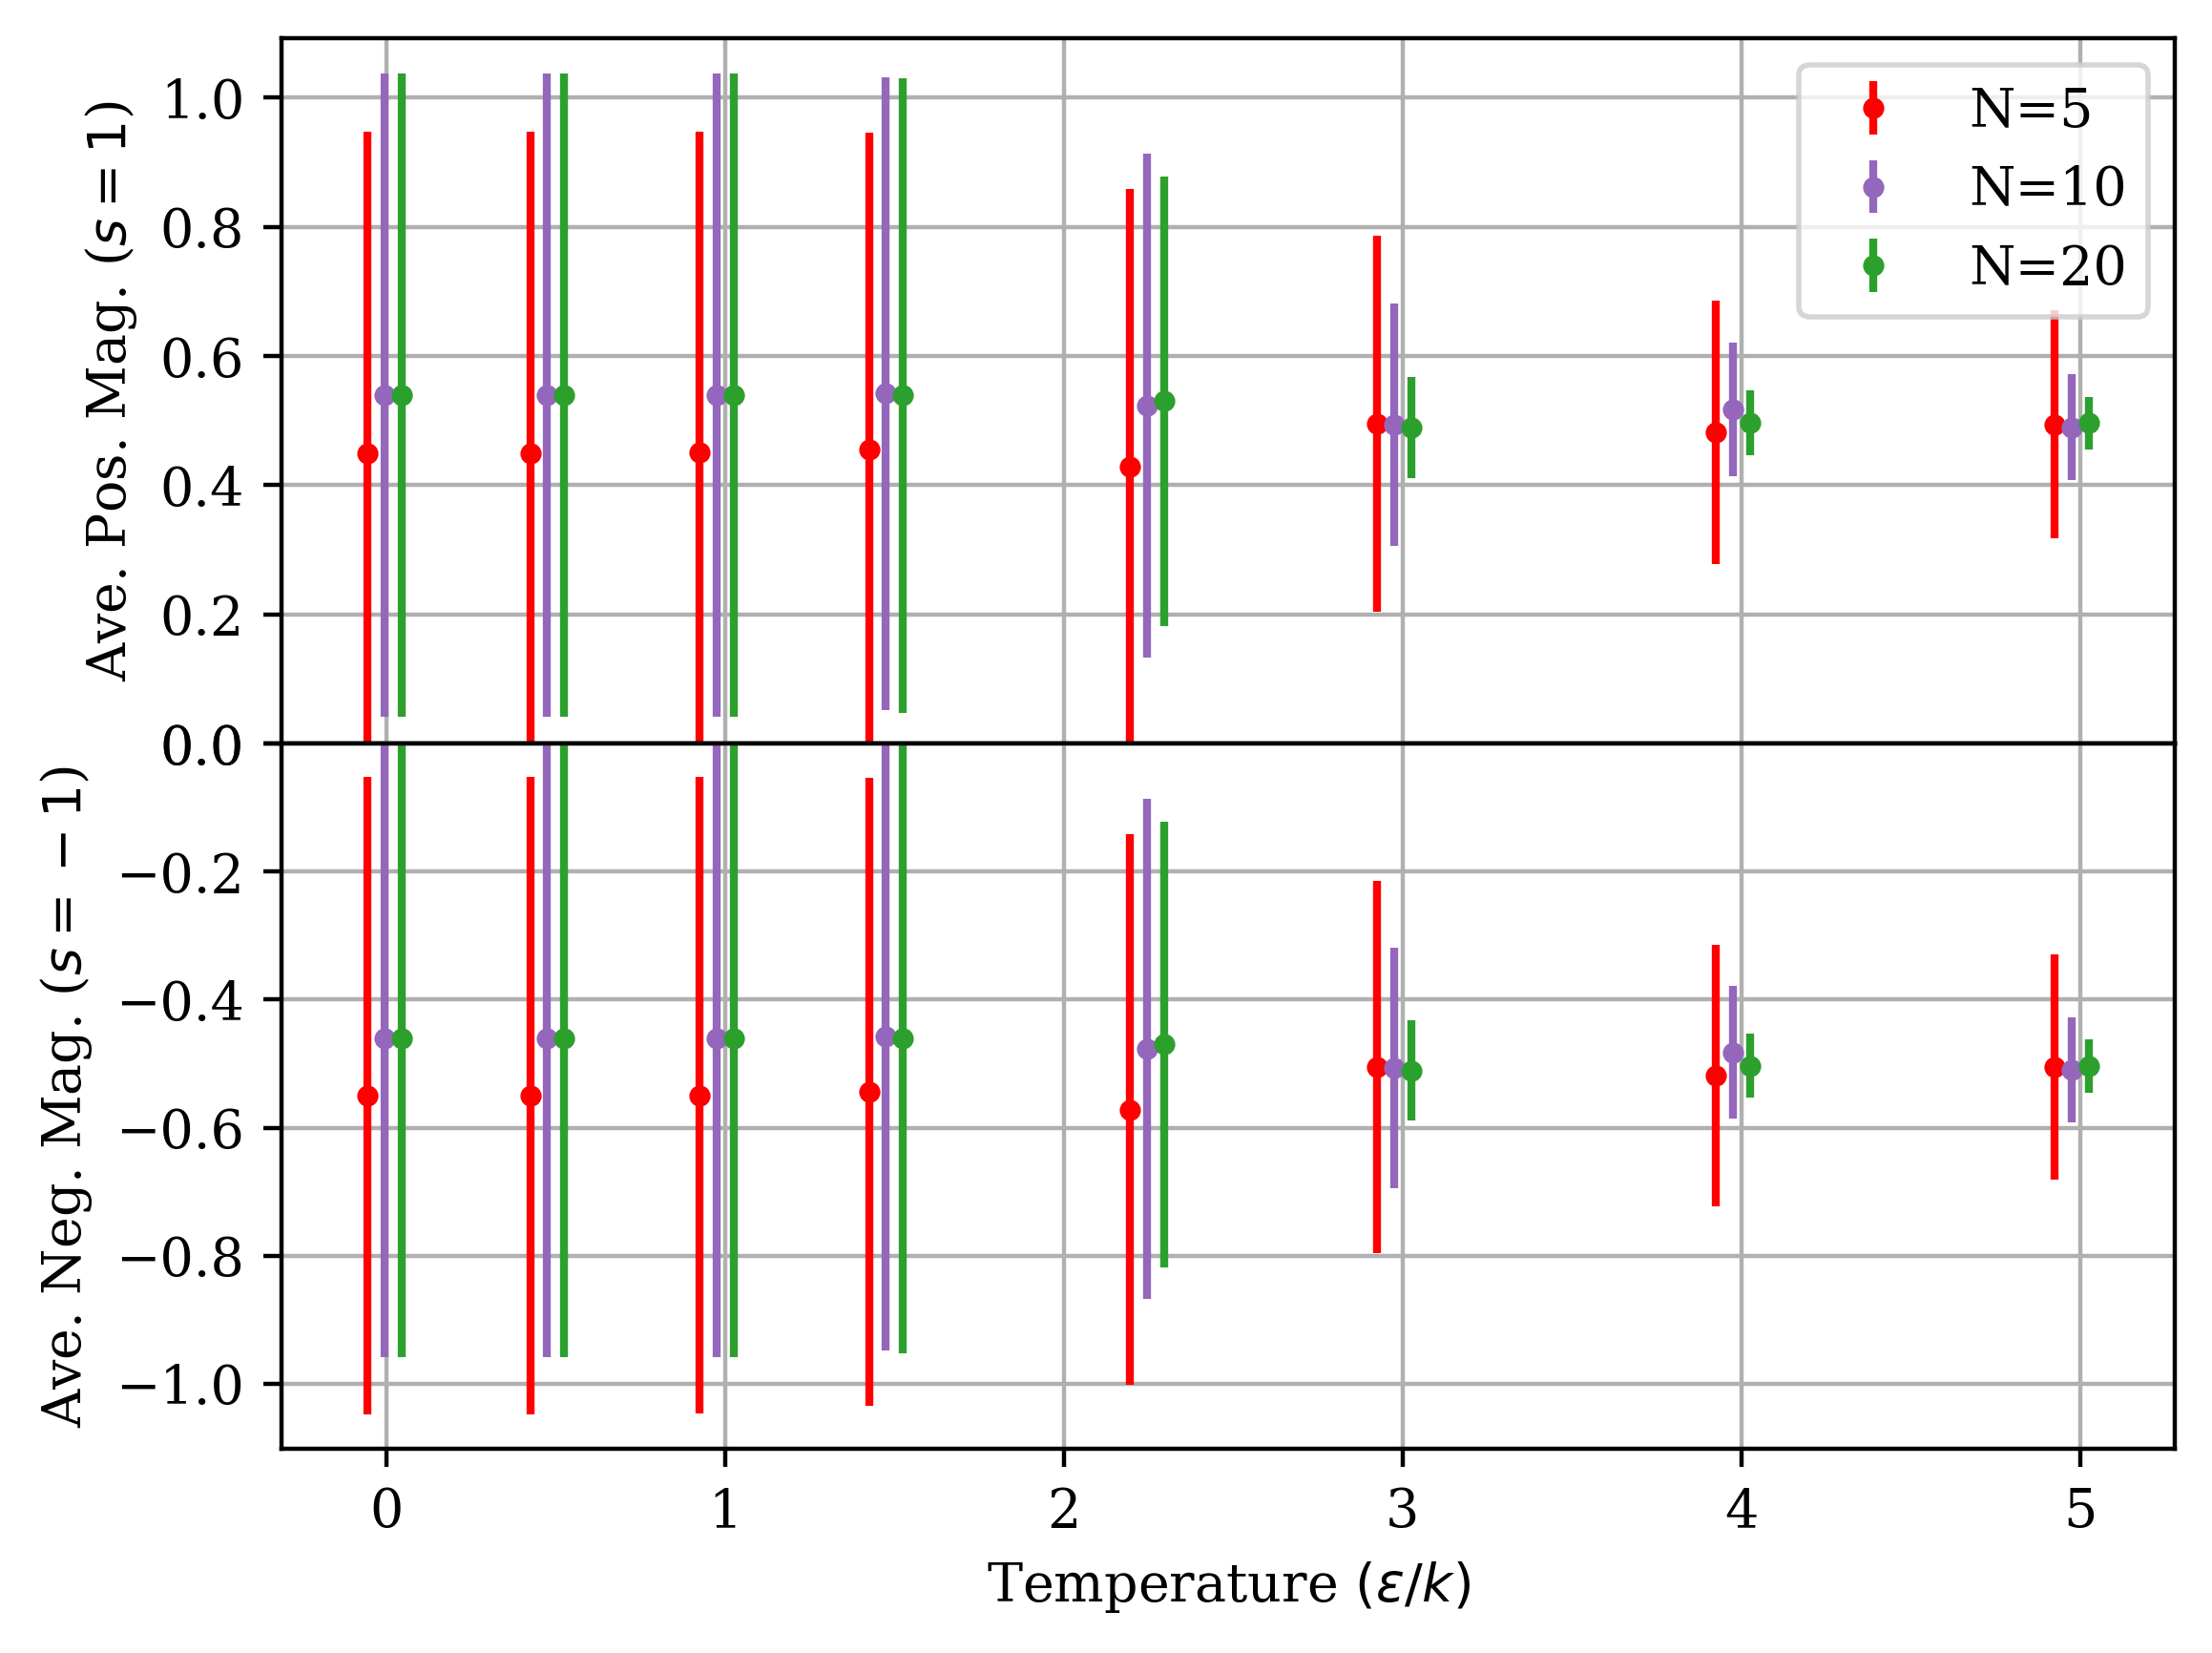 Ave. Pos. Mag. (s = 1)
1.0
0.8
0.6
0.4
0.2
0.0
N=5
N=10
N=20
Ave. Neg. Mag. (s = − 1)
−0.2
−0.4
−0.6
−0.8
−1.0
0 1 2 3 4 5
Temperature (ε/k)